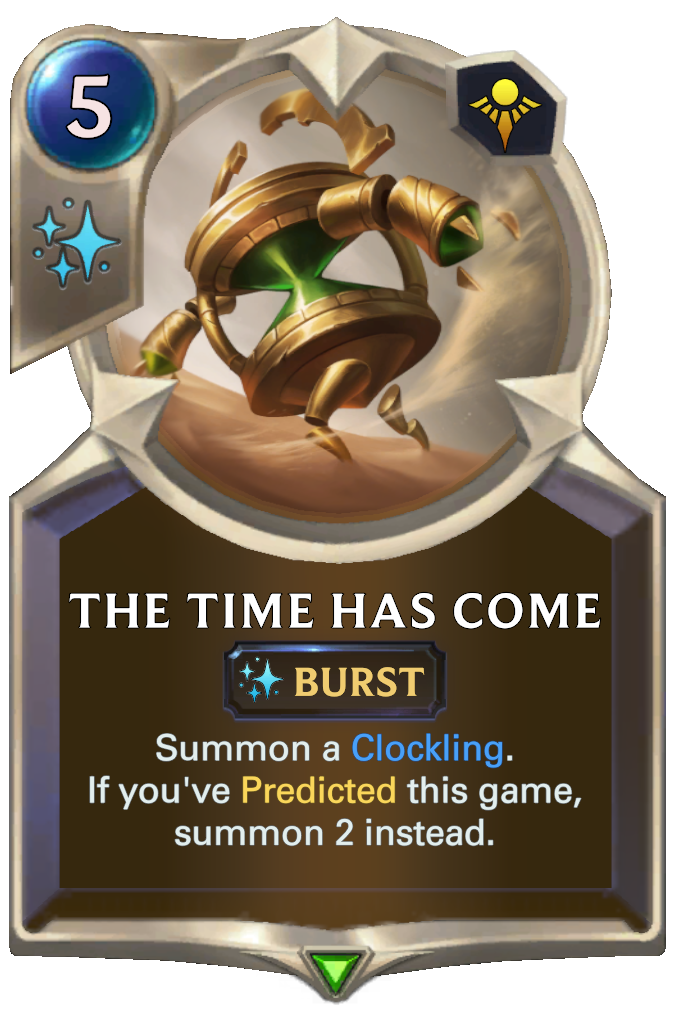 5
THE TIME HAS COME
BURST
Summon a Clockling.
If you've Predicted this game,
summon 2 instead.